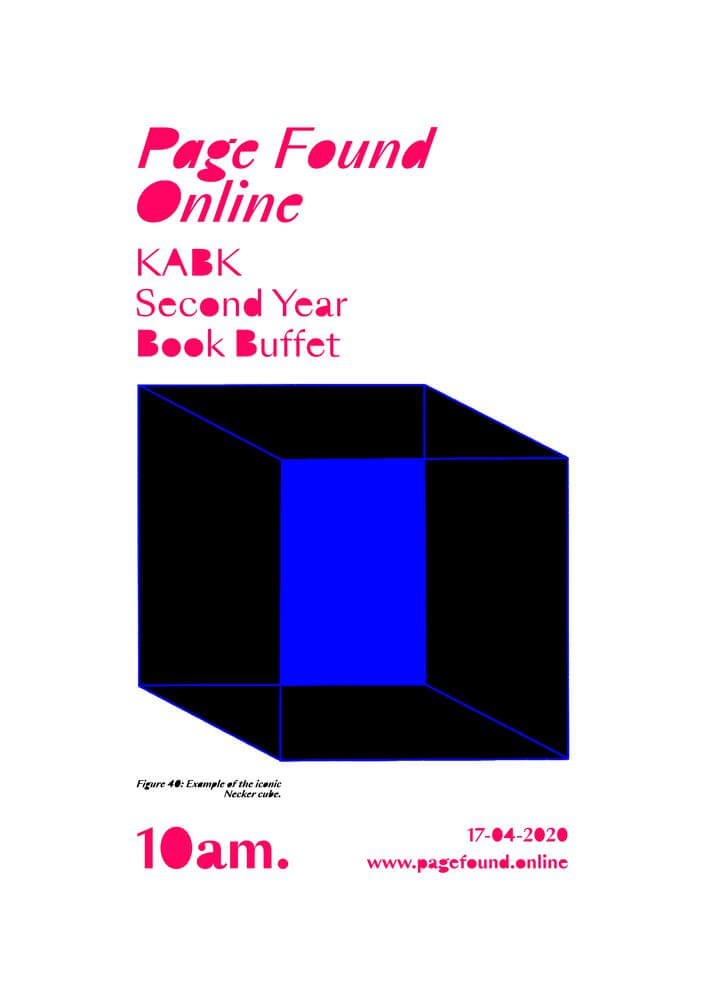 Page Found
Online
KABK
Second Year
Book Buffet
Figure 40: Example of the iconic
Necker cube.
10am.
17-04-2020
www.pagefound.online